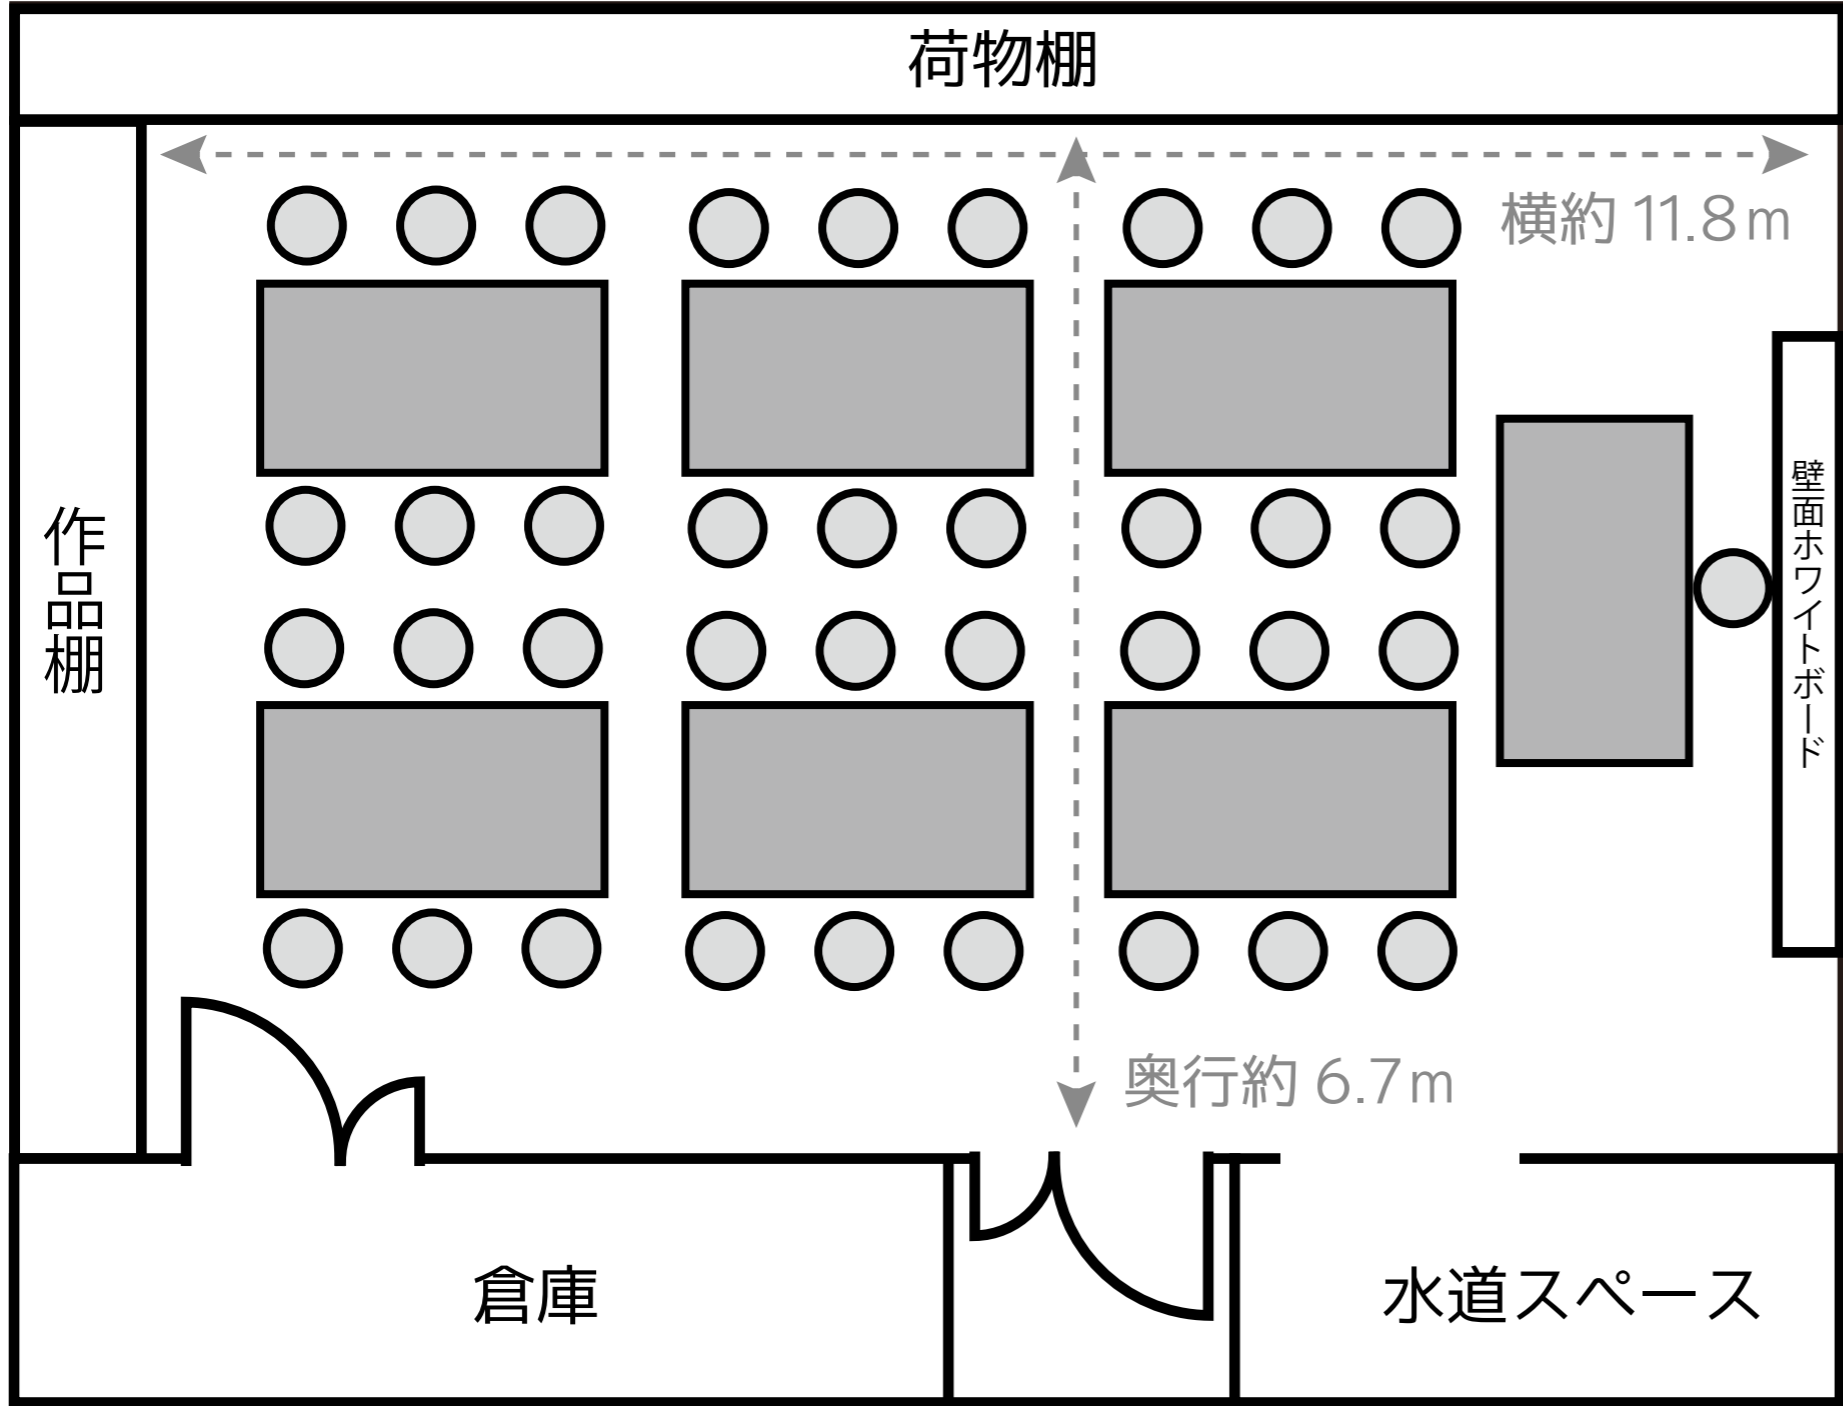 荷物棚
横約 11.8ｍ
作品棚
壁面ホワイトボード
奥行約 6.7ｍ
倉庫
水道スペース